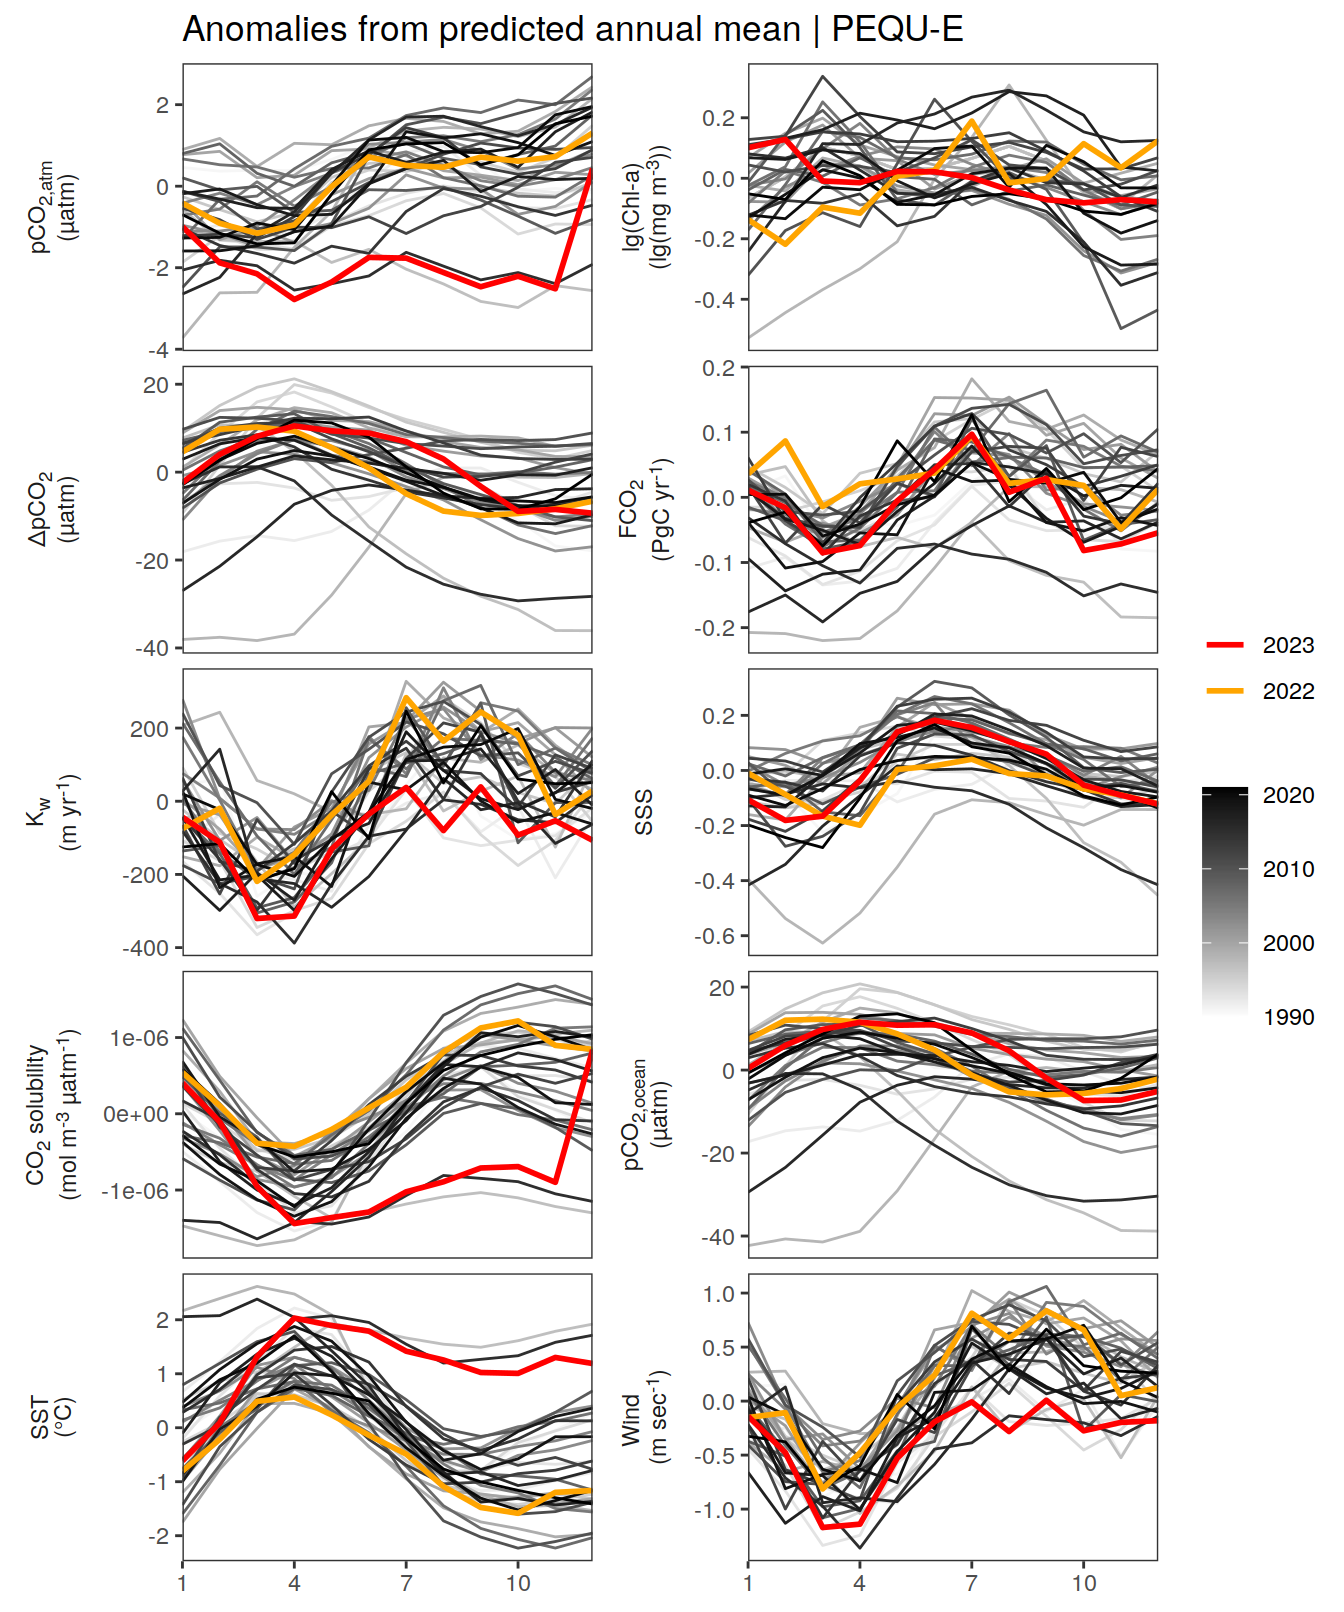 Anomalies from predicted annual mean | PEQU-E
pCO2,atm
(µatm)
2
0
-2
-4
lg(Chl-a)
(lg(mg m-3))
0.2
0.0
-0.2
-0.4
ΔpCO2
(µatm)
20
0
-20
-40
FCO2
(PgC yr-1)
0.2
0.1
0.0
-0.1
-0.2
Kw
(m yr-1)
200
0
-200
-400
SSS
0.2
0.0
-0.2
-0.4
-0.6
CO2 solubility
(mol m-3 µatm-1)
1e-06
0e+00
-1e-06
pCO2,ocean
(µatm)
20
0
-20
-40
SST
(°C)
2
1
0
-1
-2
1 4 7 10
Wind
(m sec-1)
1.0
0.5
0.0
-0.5
-1.0
1 4 7 10
2023
2022
2020
2010
2000
1990